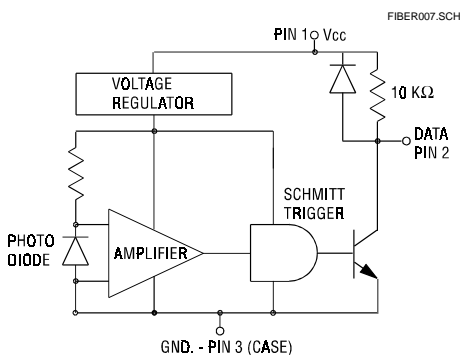 FIBER007.SCH
PIN 1 Vcc
VOLTAGE
REGULATOR
10 KΩ
DATA
PIN 2
SCHMITT
TRIGGER
PHOTO
DIODE
AMPLIFIER
GND. - PIN 3 (CASE)